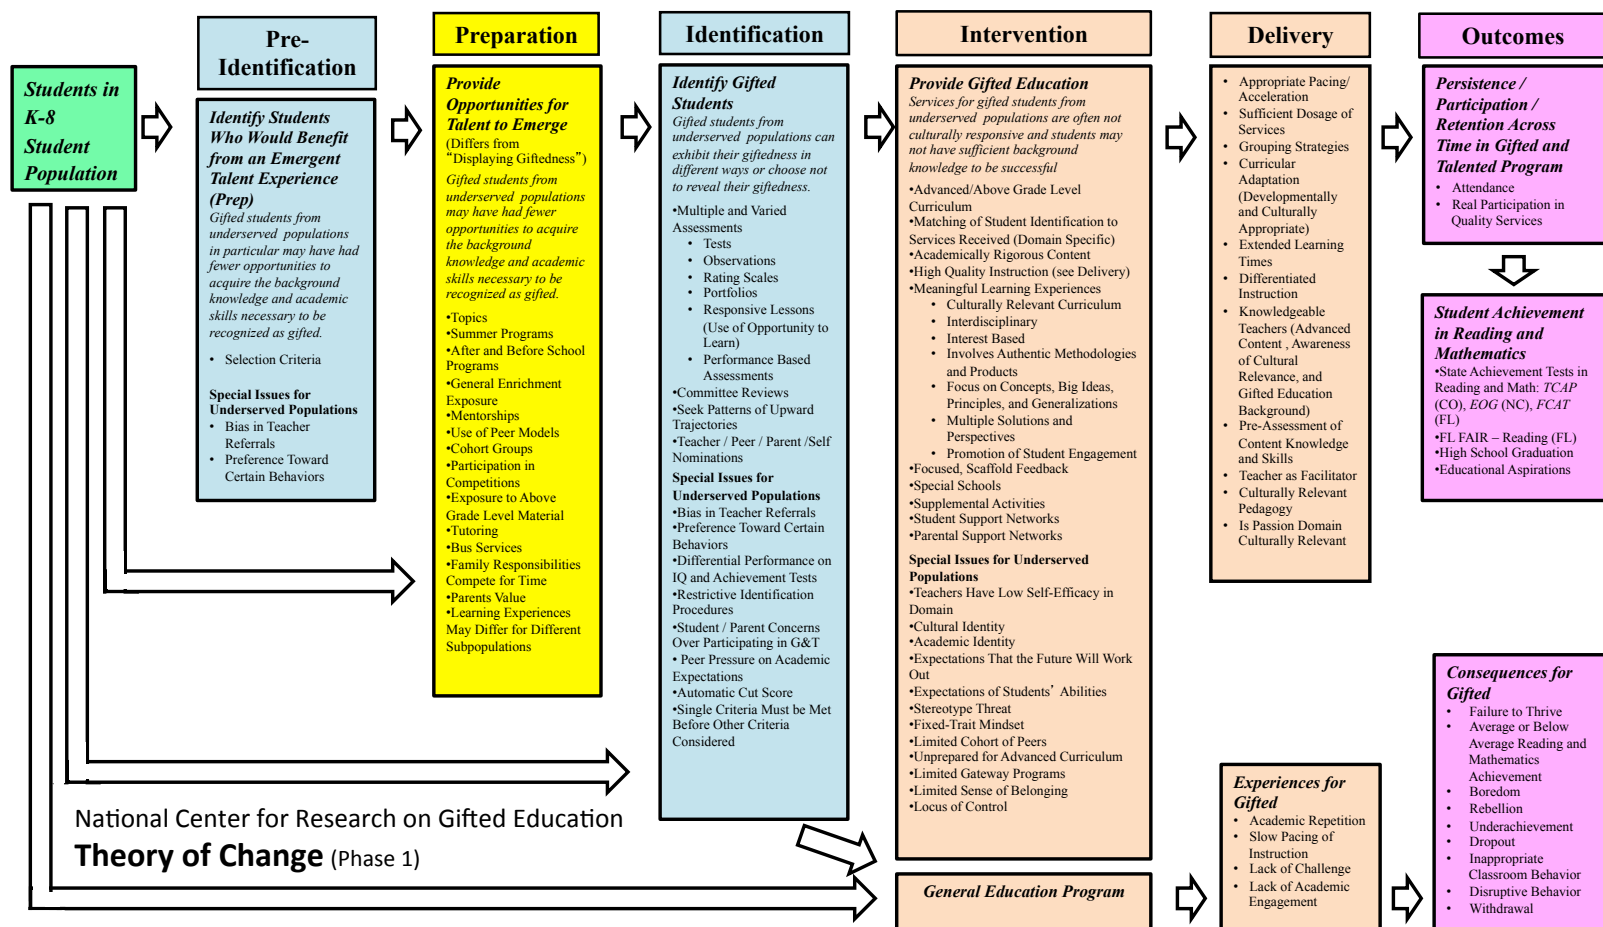 Students in
K-8
Student
Population
Pre-
Identification
Identify Students
Who Would Benefit
from an Emergent
Talent Experience
(Prep)
Gifted students from
underserved populations
in particular may have had
fewer opportunities to
acquire the background
knowledge and academic
skills necessary to be
recognized as gifted.
• Selection Criteria
Special Issues for
Underserved Populations
• Bias in Teacher
Referrals
• Preference Toward
Certain Behaviors
Preparation
Provide
Opportunities for
Talent to Emerge
(Differs from
“Displaying Giftedness”)
Gifted students from
underserved populations
may have had fewer
opportunities to acquire
the background
knowledge and academic
skills necessary to be
recognized as gifted.
•Topics
•Summer Programs
•After and Before School
Programs
•General Enrichment
Exposure
•Mentorships
•Use of Peer Models
•Cohort Groups
•Participation in
Competitions
•Exposure to Above
Grade Level Material
•Tutoring
•Bus Services
•Family Responsibilities
Compete for Time
•Parents Value
•Learning Experiences
May Differ for Different
Subpopulations
Identification
Identify Gifted
Students
Gifted students from
underserved populations can
exhibit their giftedness in
different ways or choose not
to reveal their giftedness.
•Multiple and Varied
Assessments
• Tests
• Observations
• Rating Scales
• Portfolios
• Responsive Lessons
(Use of Opportunity to
Learn)
• Performance Based
Assessments
•Committee Reviews
•Seek Patterns of Upward
Trajectories
•Teacher / Peer / Parent /Self
Nominations
Special Issues for
Underserved Populations
•Bias in Teacher Referrals
•Preference Toward Certain
Behaviors
•Differential Performance on
IQ and Achievement Tests
•Restrictive Identification
Procedures
•Student / Parent Concerns
Over Participating in G&T
• Peer Pressure on Academic
Expectations
•Automatic Cut Score
•Single Criteria Must be Met
Before Other Criteria
Considered
Intervention
Provide Gifted Education
Services for gifted students from
underserved populations are often not
culturally responsive and students may
not have sufficient background
knowledge to be successful
•Advanced/Above Grade Level
Curriculum
•Matching of Student Identification to
Services Received (Domain Specific)
•Academically Rigorous Content
•High Quality Instruction (see Delivery)
•Meaningful Learning Experiences
• Culturally Relevant Curriculum
• Interdisciplinary
• Interest Based
• Involves Authentic Methodologies
and Products
• Focus on Concepts, Big Ideas,
Principles, and Generalizations
• Multiple Solutions and
Perspectives
• Promotion of Student Engagement
•Focused, Scaffold Feedback
•Special Schools
•Supplemental Activities
•Student Support Networks
•Parental Support Networks
Special Issues for Underserved
Populations
•Teachers Have Low Self-Efficacy in
Domain
•Cultural Identity
•Academic Identity
•Expectations That the Future Will Work
Out
•Expectations of Students’ Abilities
•Stereotype Threat
•Fixed-Trait Mindset
•Limited Cohort of Peers
•Unprepared for Advanced Curriculum
•Limited Gateway Programs
•Limited Sense of Belonging
•Locus of Control
General Education Program
Delivery
• Appropriate Pacing/
Acceleration
• Sufficient Dosage of
Services
• Grouping Strategies
• Curricular
Adaptation
(Developmentally
and Culturally
Appropriate)
• Extended Learning
Times
• Differentiated
Instruction
• Knowledgeable
Teachers (Advanced
Content , Awareness of
Cultural
Relevance, and
Gifted Education
Background)
• Pre-Assessment of
Content Knowledge
and Skills
• Teacher as Facilitator
• Culturally Relevant
Pedagogy
• Is Passion Domain
Culturally Relevant
Experiences for
Gifted
• Academic Repetition
• Slow Pacing of
Instruction
• Lack of Challenge
• Lack of Academic
Engagement
Outcomes
Persistence /
Participation /
Retention Across
Time in Gifted and
Talented Program
• Attendance
• Real Participation in
Quality Services
Student Achievement
in Reading and
Mathematics
•State Achievement Tests in
Reading and Math: TCAP
(CO), EOG (NC), FCAT
(FL)
•FL FAIR – Reading (FL)
•High School Graduation
•Educational Aspirations
Consequences for
Gifted
• Failure to Thrive
• Average or Below
Average Reading and
Mathematics
Achievement
• Boredom
• Rebellion
• Underachievement
• Dropout
• Inappropriate
Classroom Behavior
• Disruptive Behavior
• Withdrawal
National Center for Research on Gifted Education
Theory of Change (Phase 1)